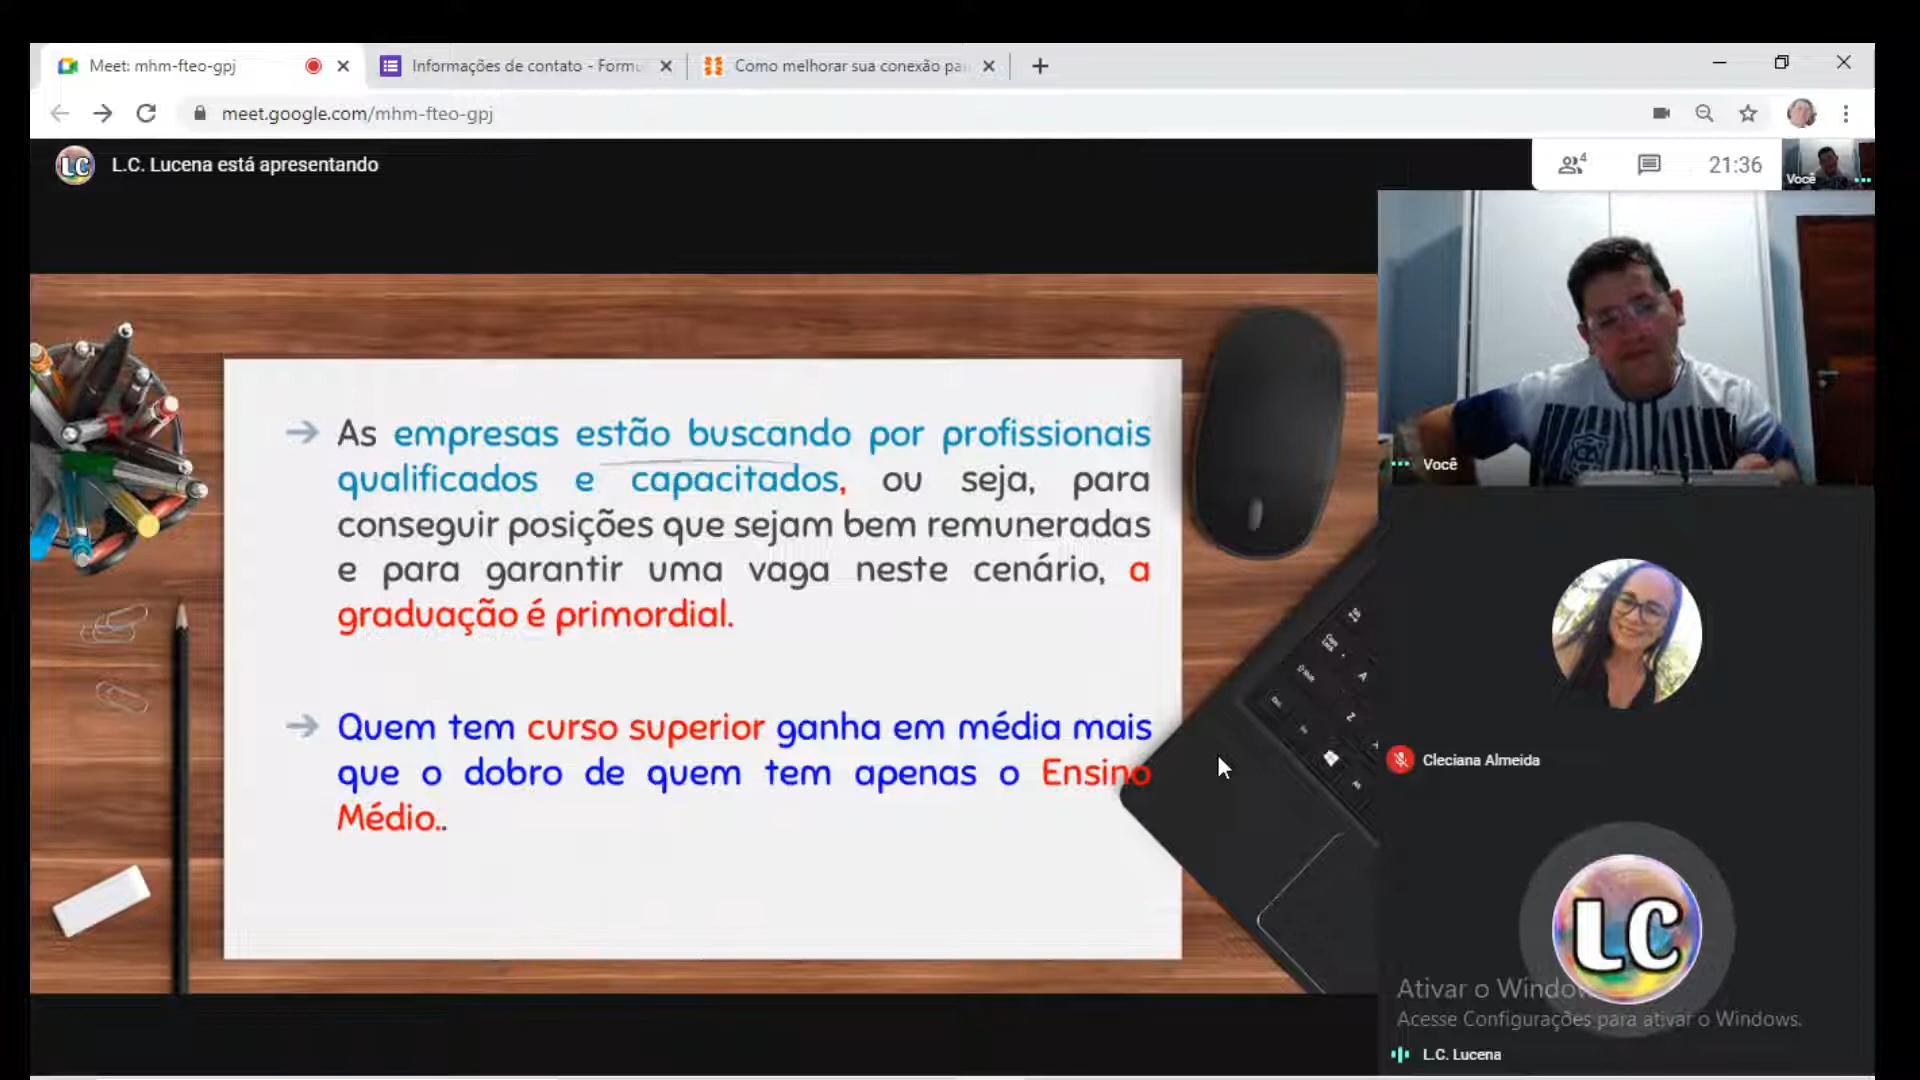 Meet: mhm-fteo-gpj
Informações de contato - Formu
Como melhorar sua conexão pa
meet.google.com/mhm-fteo-gpj
LC L.C. Lucena está apresentando
4
21:36
Você
As empresas estão buscando por profissionais
qualificados e capacitados, ou seja, para
conseguir posições que sejam bem remuneradas
e para garantir uma vaga neste cenário, a
graduação é primordial.
Quem tem curso superior ganha em média mais
que o dobro de quem tem apenas o Ensino
Médio..
Você
Cleciana Almeida
LC
Ativar o Window
Acesse Configurações para ativar o Windows.
L.C. Lucena